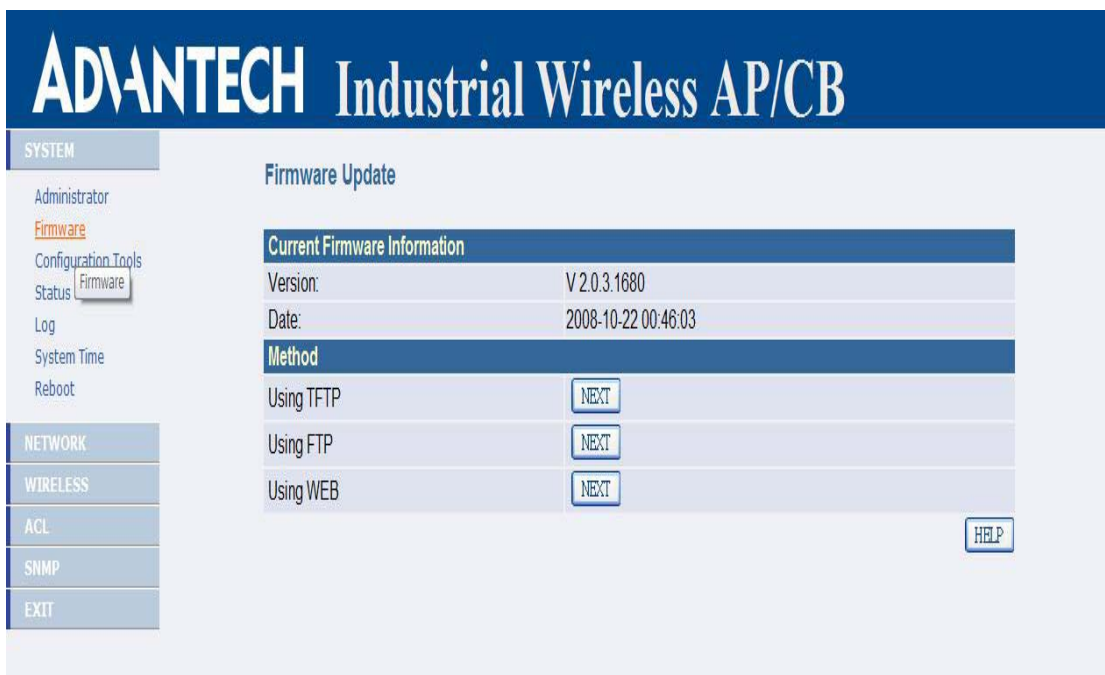 ADVANTECH Industrial Wireless AP/CB
SYSTEM
Administrator
Firmware
Configuration Tools
Status
Firmware
Log
System Time
Reboot
NETWORK
WIRELESS
ACL
SNMP
EXIT
Firmware Update
Current Firmware Information
Version: V 2.0.3.1680
Date: 2008-10-22 00:46:03
Method
Using TFTP NEXT
Using FTP NEXT
Using WEB NEXT
HELP